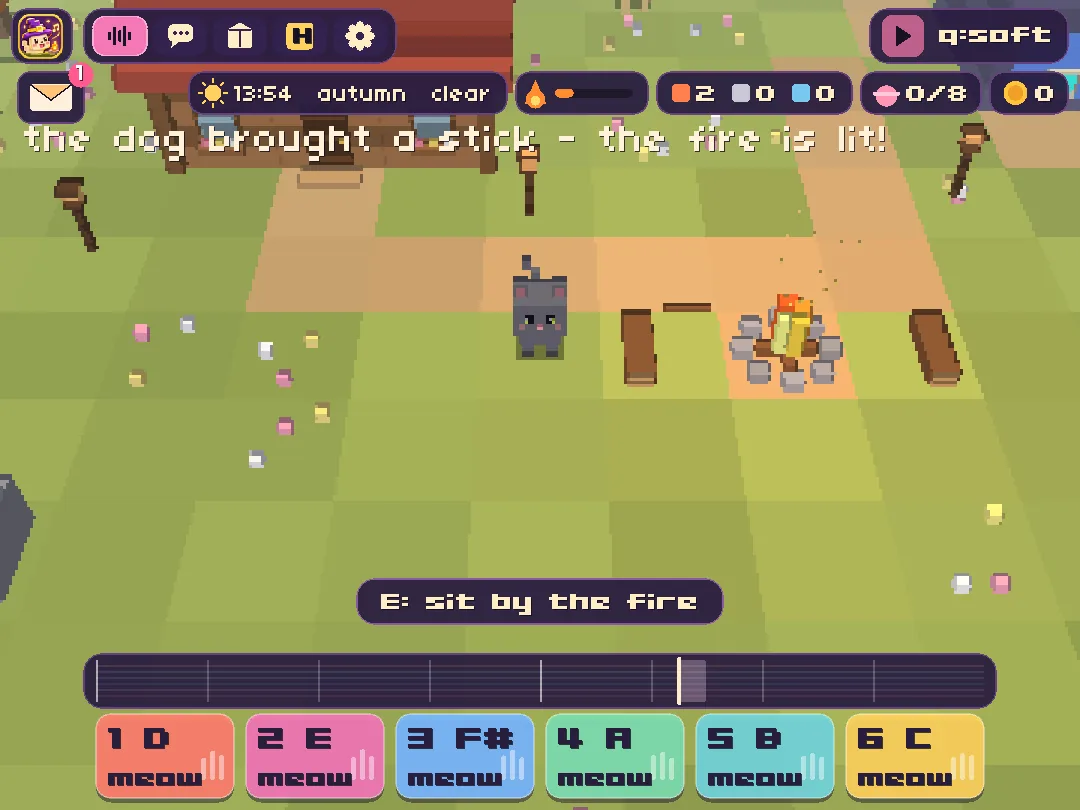 H
q:soft
1
13:54 autumn clear
2 0 0
0/8
0
the dog brought a stick - the fire is lit!
E: sit by the fire
1 D
meow
2 E
meow
3 F#
meow
4 A
meow
5 B
meow
6 C
meow